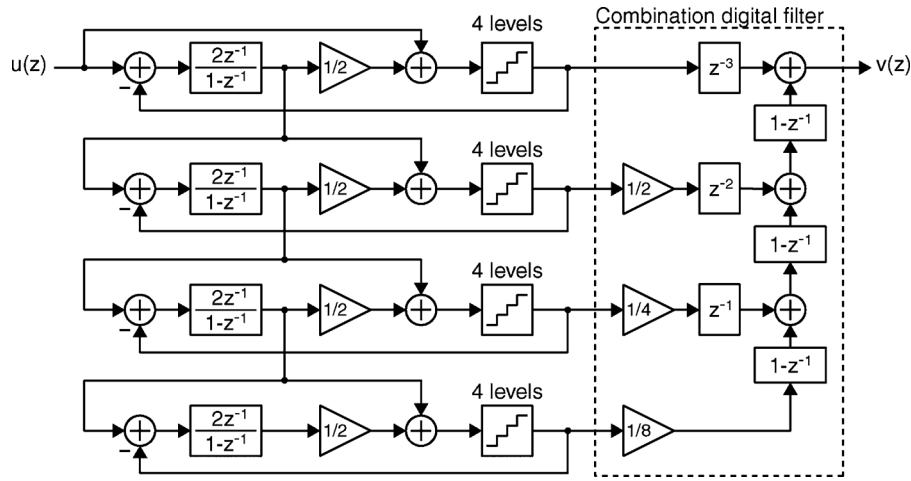 Combination digital filter
4 levels
u(z)
2z⁻¹
1-z⁻¹
1/2
z⁻³
v(z)
−
1-z⁻¹
4 levels
2z⁻¹
1-z⁻¹
1/2
1/2
z⁻²
−
1-z⁻¹
4 levels
2z⁻¹
1-z⁻¹
1/2
1/4
z⁻¹
−
1-z⁻¹
4 levels
2z⁻¹
1-z⁻¹
1/2
1/8
−